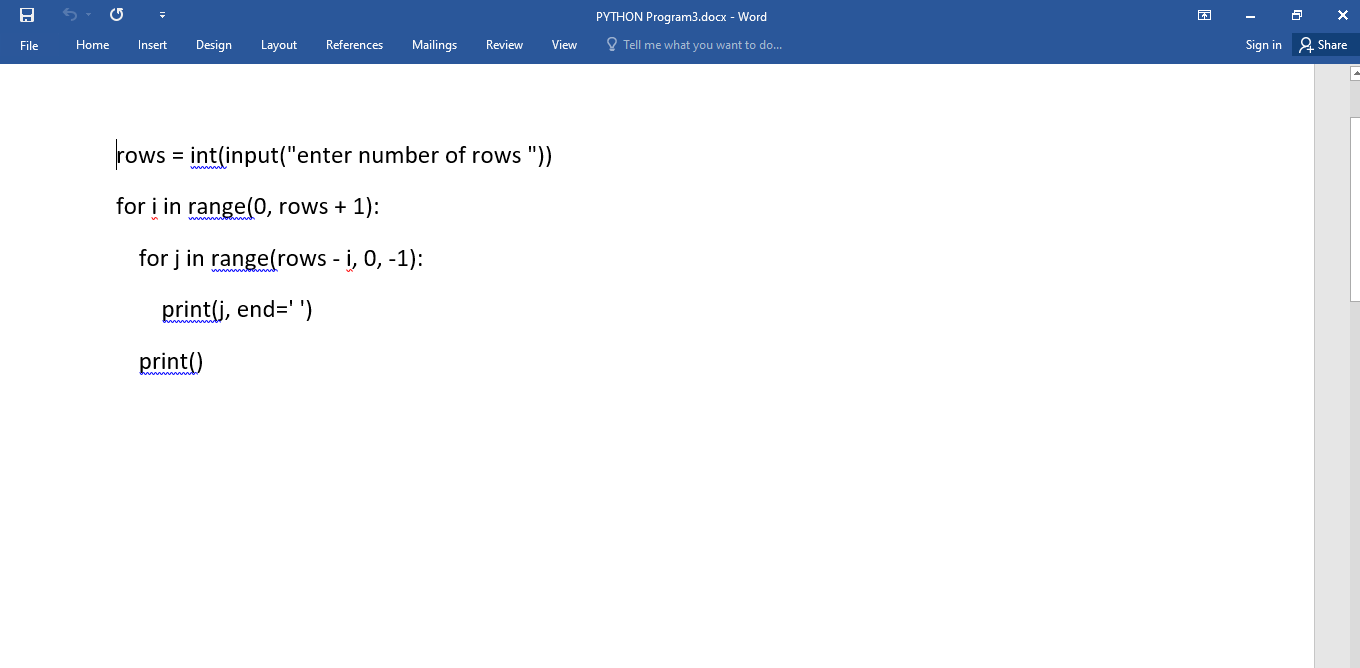 PYTHON Program3.docx - Word
File Home Insert Design Layout References Mailings Review View Tell me what you want to do... Sign in Share
rows = int(input("enter number of rows "))
for i in range(0, rows + 1):
for j in range(rows - i, 0, -1):
print(j, end=' ')
print()